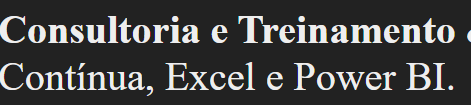 Consultoria e Treinamento
Contínua, Excel e Power BI.